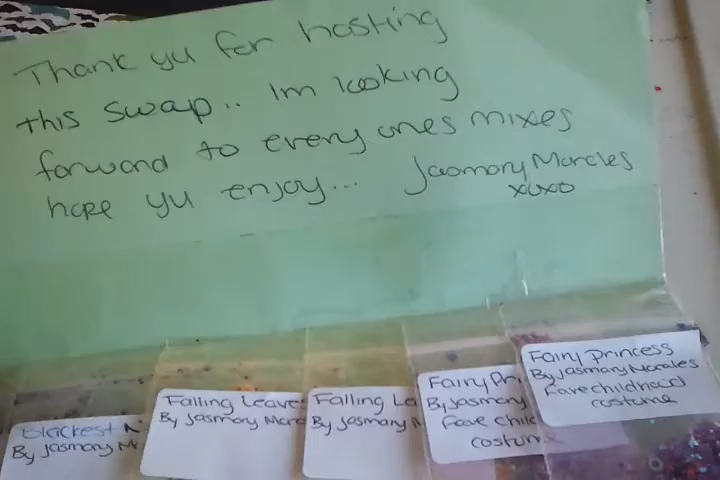 Thank yu for hosting
this swap.. Im looking
forward to every ones mixes
hope yu enjoy... Jasmary Morales
xoxo
Blackest
By Jasmary
Falling Leave
By Jasmary
Falling
By Jasmary
Fairy
By Jasmary
Fave
Fairy Princess
By Jasmary Morales
Fave childhood
costume